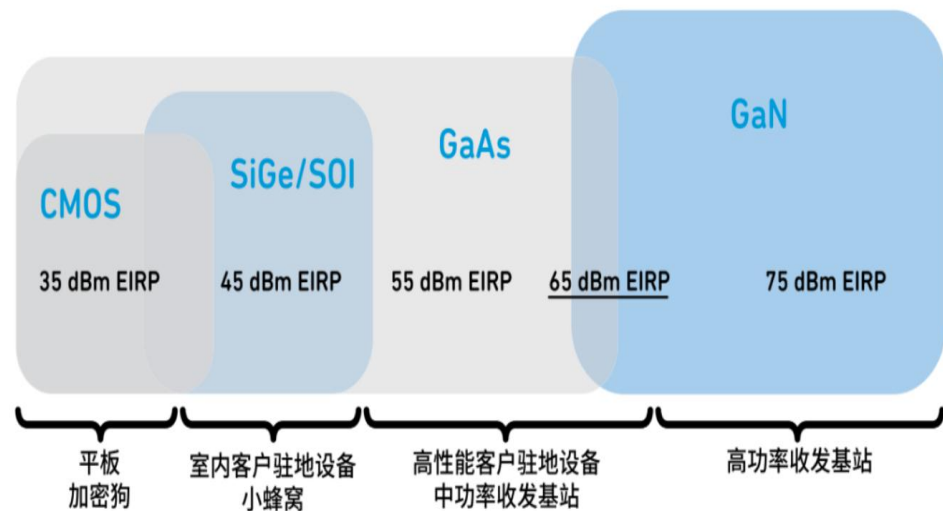 GaN
GaAs
SiGe/SOI
CMOS
35 dBm EIRP
45 dBm EIRP
55 dBm EIRP
65 dBm EIRP
75 dBm EIRP
平板
加密狗
室内客户驻地设备
小蜂窝
高性能客户驻地设备
中功率收发基站
高功率收发基站